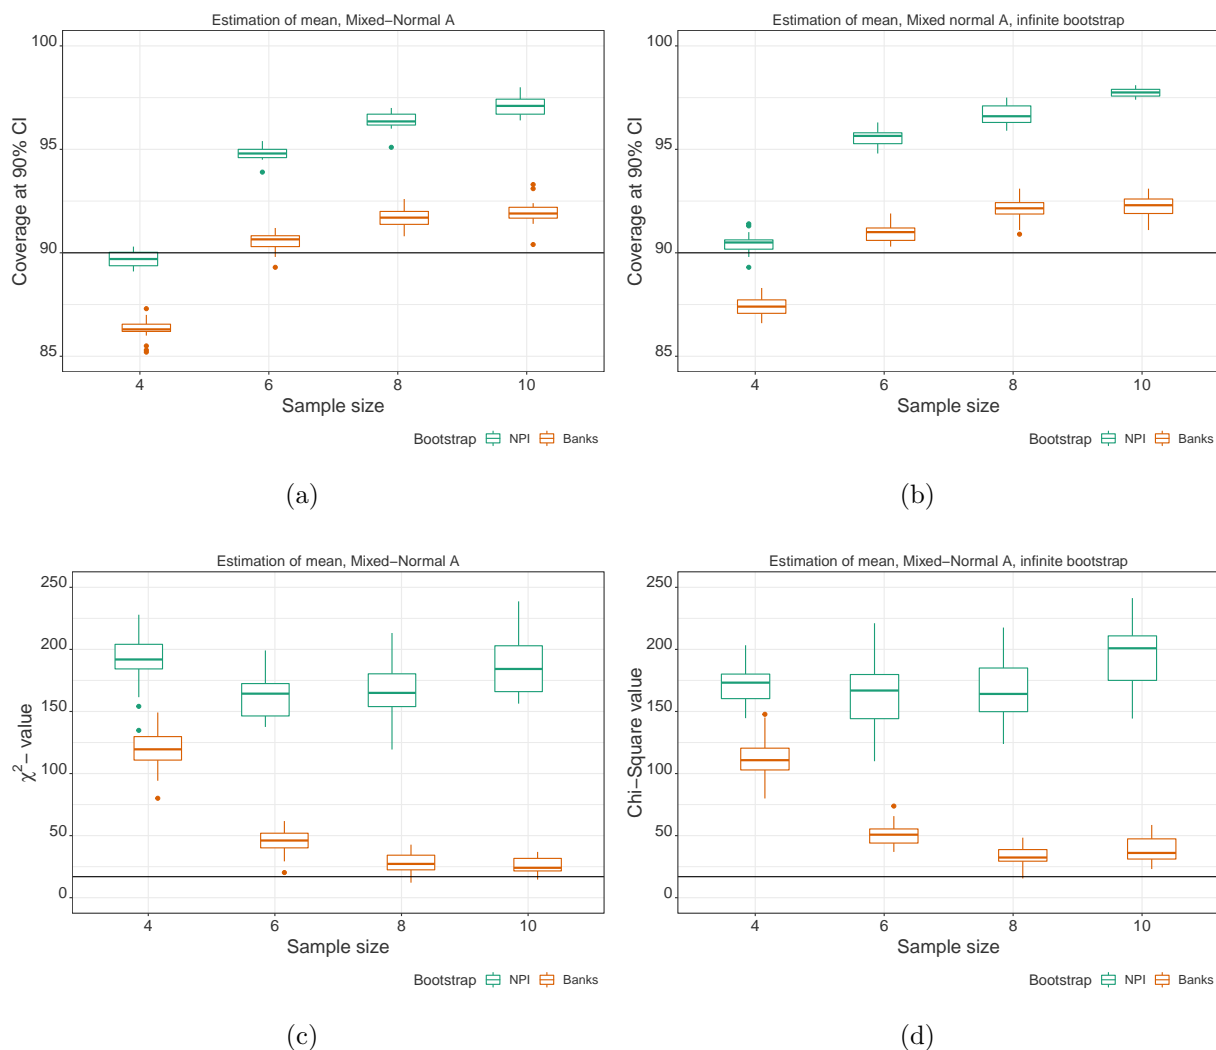 Estimation of mean, Mixed−Normal A
100
95
90
85
Coverage at 90% CI
4 6 8 10
Sample size
Bootstrap NPI Banks
(a)
Estimation of mean, Mixed normal A, infinite bootstrap
100
95
90
85
Coverage at 90% CI
4 6 8 10
Sample size
Bootstrap NPI Banks
(b)
Estimation of mean, Mixed−Normal A
250
200
150
100
50
0
χ²− value
4 6 8 10
Sample size
Bootstrap NPI Banks
(c)
Estimation of mean, Mixed−Normal A, infinite bootstrap
250
200
150
100
50
0
Chi−Square value
4 6 8 10
Sample size
Bootstrap NPI Banks
(d)